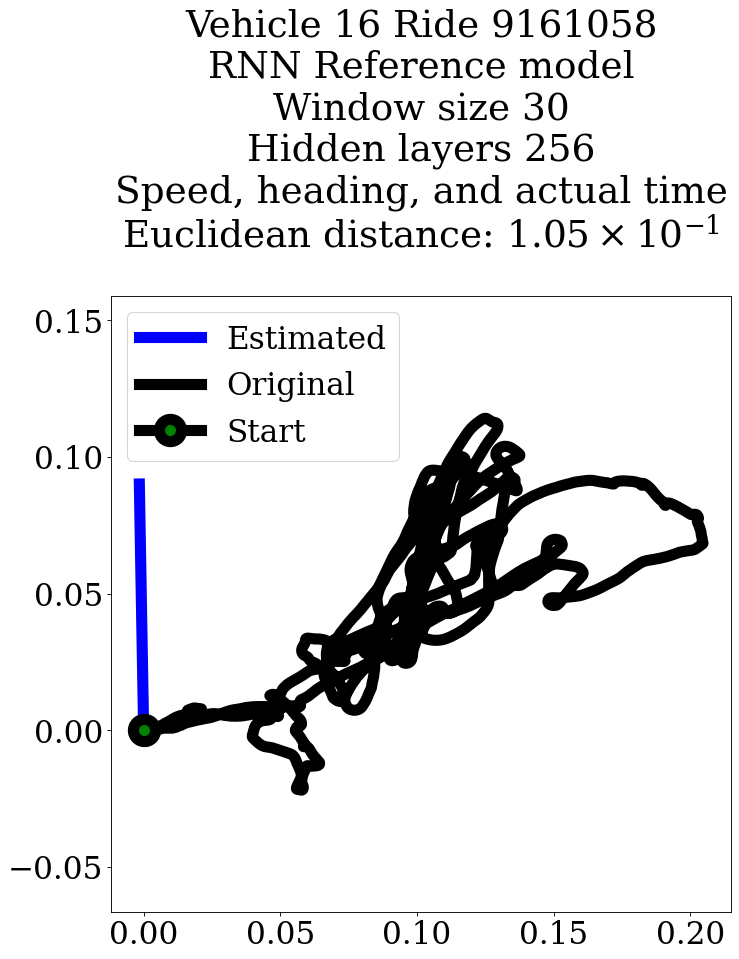 Vehicle 16 Ride 9161058
RNN Reference model
Window size 30
Hidden layers 256
Speed, heading, and actual time
Euclidean distance: 1.05 × 10⁻¹
Estimated
Original
Start
0.15
0.10
0.05
0.00
−0.05
0.00 0.05 0.10 0.15 0.20